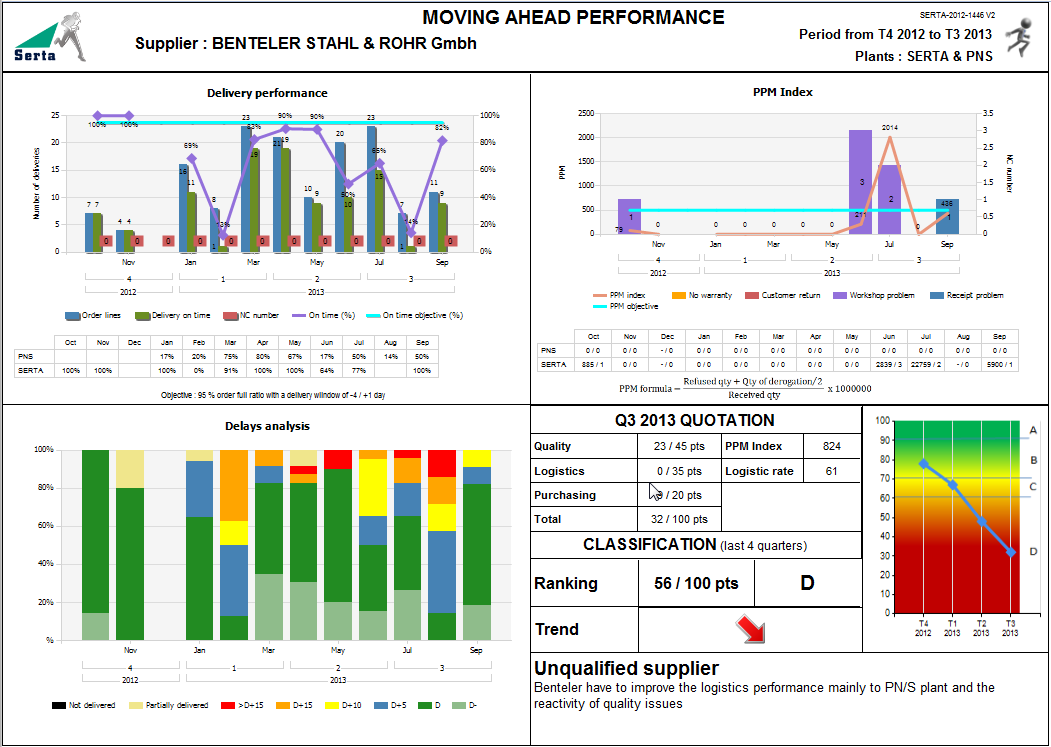 MOVING AHEAD PERFORMANCE
SERTA-2012-1446 V2
Serta
Supplier : BENTELER STAHL & ROHR Gmbh
Period from T4 2012 to T3 2013
Plants : SERTA & PNS
Delivery performance
Number of deliveries
25
20
15
10
5
0
100%
80%
60%
40%
20%
0%
100% 100% 69% 13% 83% 90% 90% 50% 65% 14% 82%
7 7 4 4 16 11 8 1 23 19 21 19 10 9 20 10 23 15 7 1 11 9
0 0 0 0 0 0 0 0 0 0 0 0
Nov Jan Mar May Jul Sep
4 1 2 3
2012 2013
Order lines Delivery on time NC number On time (%) On time objective (%)
Oct Nov Dec Jan Feb Mar Apr May Jun Jul Aug Sep
PNS 17% 20% 75% 80% 67% 17% 50% 14% 50%
SERTA 100% 100% 100% 0% 91% 100% 100% 64% 77% 100%
Objective : 95 % order full ratio with a delivery wiindow of -4 / +1 day
PPM Index
PPM
2500
2000
1500
1000
500
0
NC number
3.5
3
2.5
2
1.5
1
0.5
0
79 1 0 0 0 0 0 0 211 3 2014 2 0 436 1
Nov Jan Mar May Jul Sep
4 1 2 3
2012 2013
PPM index No warranty Customer return Workshop problem Receipt problem
PPM objective
Oct Nov Dec Jan Feb Mar Apr May Jun Jul Aug Sep
PNS 0 / 0 0 / 0 - / 0 0 / 0 0 / 0 0 / 0 0 / 0 0 / 0 0 / 0 0 / 0 0 / 0 0 / 0
SERTA 885 / 1 0 / 0 - / 0 0 / 0 0 / 0 0 / 0 0 / 0 0 / 0 2839 / 3 22759 / 2 - / 0 5900 / 1
PPM formula = Refused qty + Qty of derogation/2 x 1000000
Received qty
Delays analysis
100%
80%
60%
40%
20%
%
Nov Jan Mar May Jul Sep
4 1 2 3
2012 2013
Not delivered Partially delivered >D+15 D+15 D+10 D+5 D D-
Q3 2013 QUOTATION
Quality 23 / 45 pts PPM Index 824
Logistics 0 / 35 pts Logistic rate 61
Purchasing 9 / 20 pts
Total 32 / 100 pts
CLASSIFICATION (last 4 quarters)
Ranking 56 / 100 pts D
Trend
100
90
80
70
60
50
40
30
20
10
0
A
B
C
D
T4 T1 T2 T3
2012 2013 2013 2013
Unqualified supplier
Benteler have to improve the logistics performance mainly to PN/S plant and the
reactivity of quality issues